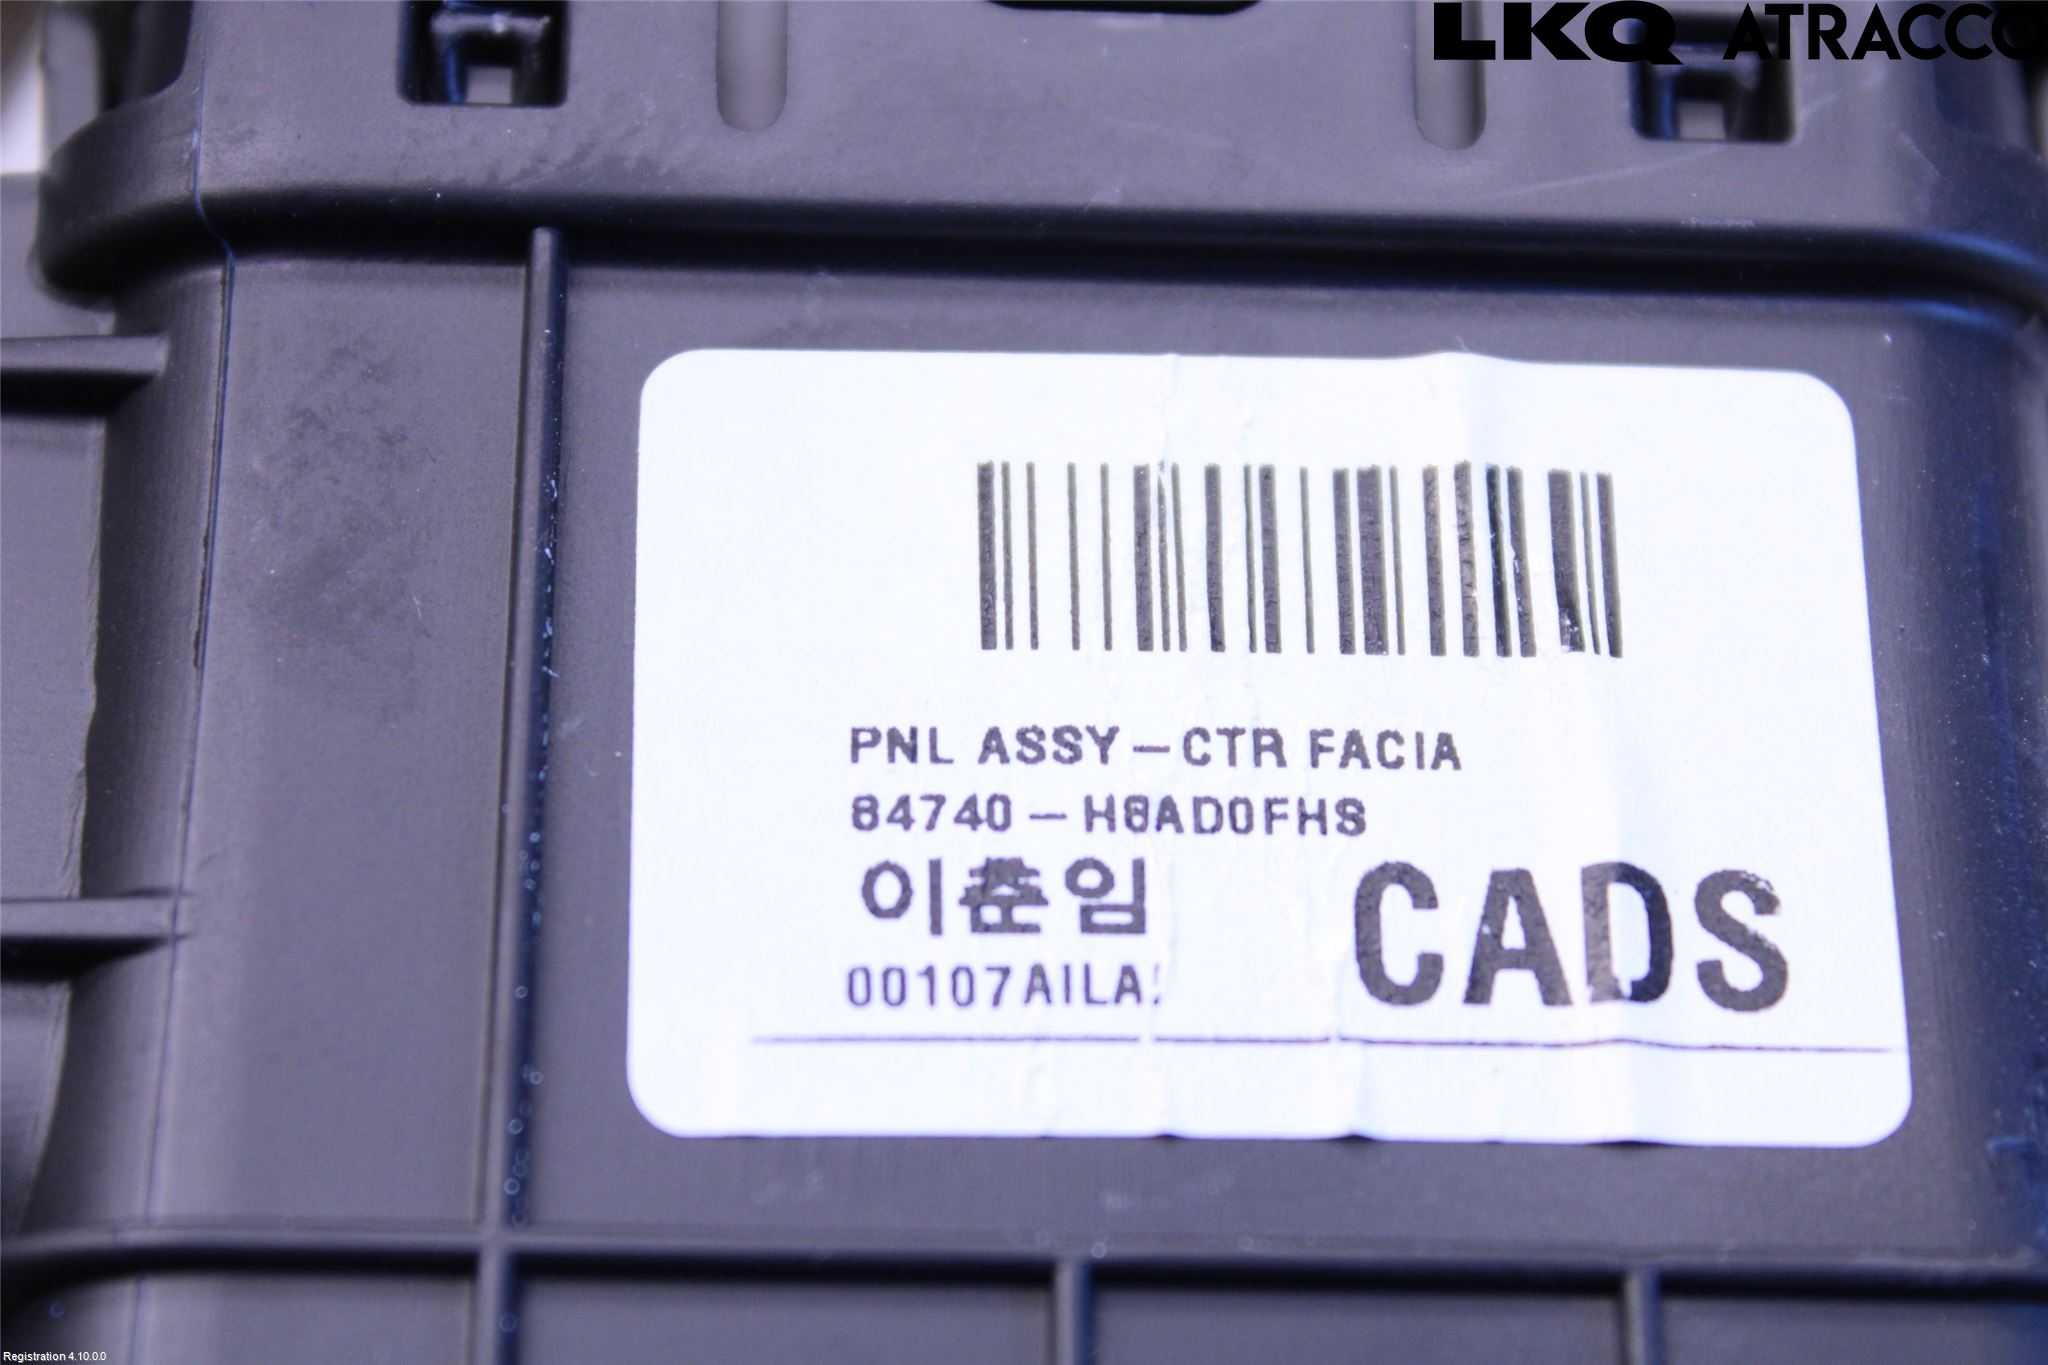 LKQ ATRACCO
PNL ASSY-CTR FACIA
84740-H8AD0FHS
이춘임
CADS
00107AILA
Registration 4.10.0.0